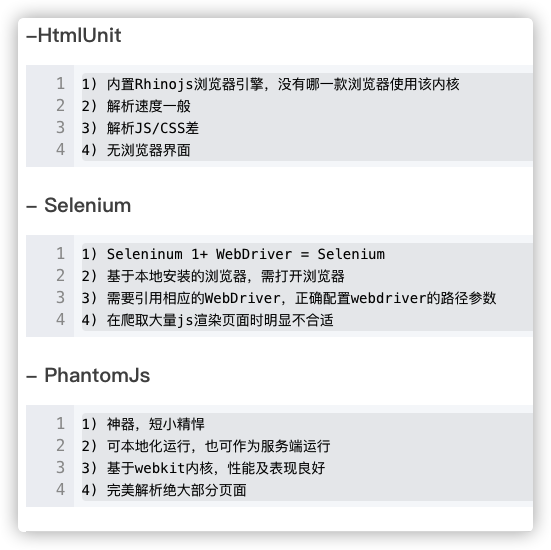 –HtmlUnit
1 1) 内置Rhinojs浏览器引擎，没有哪一款浏览器使用该内核
2 2) 解析速度一般
3 3) 解析JS/CSS差
4 4) 无浏览器界面
– Selenium
1 1) Seleninum 1+ WebDriver = Selenium
2 2) 基于本地安装的浏览器，需打开浏览器
3 3) 需要引用相应的WebDriver，正确配置webdriver的路径参数
4 4) 在爬取大量js渲染页面时明显不合适
– PhantomJs
1 1) 神器，短小精悍
2 2) 可本地化运行，也可作为服务端运行
3 3) 基于webkit内核，性能及表现良好
4 4) 完美解析绝大部分页面